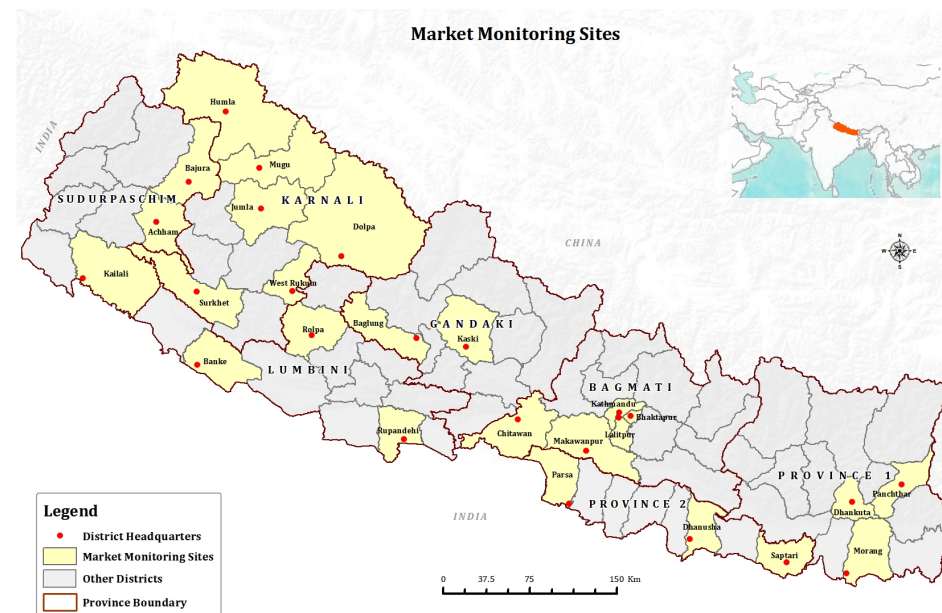 Market Monitoring Sites
Humla
INDIA
Mugu
Bajura
SUDURPASCHIM
KARNALI
Jumla
Achham
Dolpa
CHINA
N
W E
S
Kailali
West Rukum
Surkhet
Rolpa
Baglung
GANDAKI
Kaski
Banke
LUMBINI
BAGMATI
Kathmandu
Bhaktapur
Lalitpur
Rupandehi
Chitawan
Makawanpur
Parsa
PROVINCE 1
Panchthar
PROVINCE 2
Dhankuta
INDIA
Dhanusha
Saptari
Morang
Legend
District Headquarters
Market Monitoring Sites
Other Districts
Province Boundary
0 37.5 75 150 Km